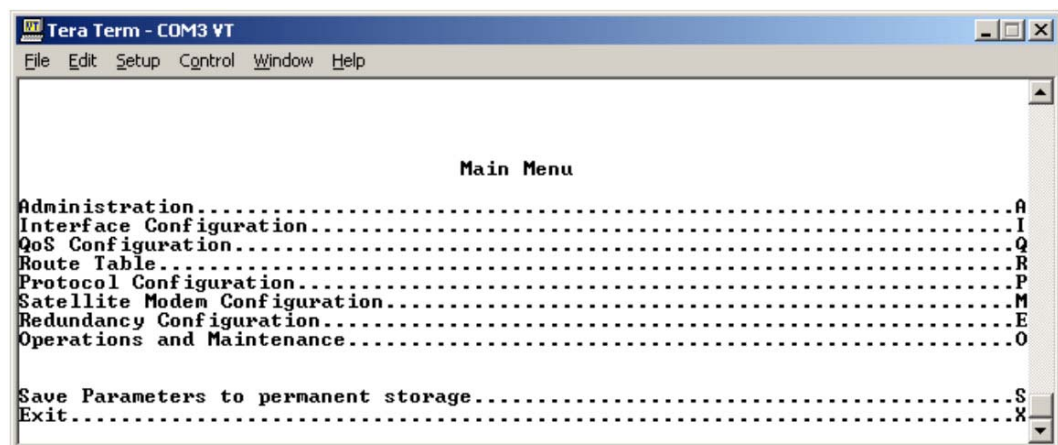 Tera Term - COM3 VT
File Edit Setup Control Window Help
Main Menu
Administration..............................................................A
Interface Configuration.....................................................I
QoS Configuration...........................................................Q
Route Table.................................................................R
Protocol Configuration......................................................P
Satellite Modem Configuration...............................................M
Redundancy Configuration....................................................E
Operations and Maintenance..................................................O
Save Parameters to permanent storage........................................S
Exit........................................................................X